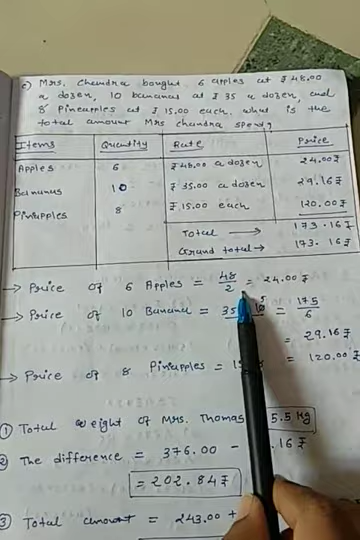 c) Mrs. Chandra bought 6 apples at ₹48.00
a dozen, 10 bananas at ₹35 a dozen, and
8 Pineapples at ₹15.00 each. what is the
total amount Mrs Chandra spend?
Items Quantity Rate Price
Apples 6 ₹48.00 a dozen 24.00₹
Bananas 10 ₹35.00 a dozen 29.16₹
Pinapples 8 ₹15.00 each 120.00₹
Total → 173.16₹
Grand total → 173.16₹
→ Price of 6 Apples = 48/2 = 24.00₹
→ Price of 10 Banana = 35 = 175/6
= 29.16₹
→ Price of 8 Pinapples = = 120.00₹
① Total weight of Mrs. Thomas 5.5 Kg
② The difference = 376.00 - .16₹
= 202.84₹
③ Total amount = 243.00 +